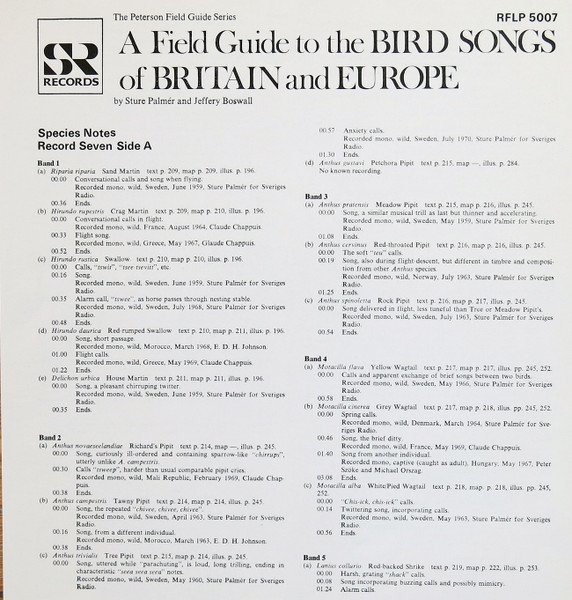 The Peterson Field Guide Series
RFLP 5007
SR
RECORDS
A Field Guide to the BIRD SONGS
of BRITAIN and EUROPE
by Sture Palmér and Jeffery Boswall
Species Notes
Record Seven Side A
Band 1
(a) Riparia riparia Sand Martin text p. 209, map p. 209, illus. p. 196.
00.00 Conversational calls and song when flying.
Recorded mono, wild, Sweden, June 1959, Sture Palmér for Sveriges
Radio.
00.36 Ends.
(b) Hirundo rupestris Crag Martin text p. 209, map p. 210, illus. p. 196.
00.00 Conversational calls in flight.
Recorded mono, wild, France, August 1964, Claude Chappuis.
00.33 Flight song.
Recorded mono, wild, Greece, May 1967, Claude Chappuis.
00.52 Ends.
(c) Hirundo rustica Swallow text p. 210, map p. 210, illus. p. 196.
00.00 Calls, "tswit", "tsee-tsevitt", etc.
00.16 Song.
Recorded mono, wild, Sweden, June 1959, Sture Palmér for Sveriges
Radio.
00.35 Alarm call, "tswee", as horse passes through nesting stable.
Recorded mono, wild, Sweden, July 1968, Sture Palmér for Sveriges
Radio.
00.48 Ends.
(d) Hirundo daurica Red-rumped Swallow text p. 210, map p. 211, illus. p. 196.
00.00 Song, short passage.
Recorded mono, wild, Morocco, March 1968, E. D. H. Johnson.
01.00 Flight calls.
Recorded mono, wild, Greece, May 1969, Claude Chappuis.
01.22 Ends.
(e) Delichon urbica House Martin text p. 211, map p. 211, illus. p. 196.
00.00 Song, a pleasant chirruping twitter.
Recorded mono, wild, Sweden, June 1959, Sture Palmér for Sveriges
Radio.
00.35 Ends.
Band 2
(a) Anthus novaeseelandiae Richard's Pipit text p. 214, map —, illus. p. 245.
00.00 Song, curiously ill-ordered and containing sparrow-like "chirrups",
utterly unlike A. campestris.
00.30 Calls "tsweep", harder than usual comparable pipit cries.
Recorded mono, wild, Mali Republic, February 1969, Claude Chap-
puis.
00.38 Ends.
(b) Anthus campestris Tawny Pipit text p. 214, map p. 214, illus. p. 245.
00.00 Song, the repeated "chivee, chivee, chivee".
Recorded mono, wild, Sweden, April 1963, Sture Palmér for Sveriges
Radio.
00.16 Song, from a different individual.
Recorded mono, wild, Morocco, March 1963, E. D. H. Johnson.
00.38 Ends.
(c) Anthus trivialis Tree Pipit text p. 215, map p. 214, illus. p. 245.
00.00 Song, uttered while "parachuting", is loud, long trilling, ending in
characteristic "seea seea seea" notes.
Recorded mono, wild, Sweden, May 1960, Sture Palmér for Sveriges
Radio.
00.57 Anxiety calls.
Recorded mono, wild, Sweden, July 1970, Sture Palmér for Sveriges
Radio.
01.30 Ends.
(d) Anthus gustavi Petchora Pipit text p. 215, map —, illus. p. 284.
No known recording.
Band 3
(a) Anthus pratensis Meadow Pipit text p. 215, map p. 216, illus. p. 245.
00.00 Song, a similar musical trill as last but thinner and accelerating.
Recorded mono, wild, Sweden, May 1959, Sture Palmér for Sveriges
Radio.
01.08 Ends.
(b) Anthus cervinus Red-throated Pipit text p. 216, map p. 216, illus. p. 245.
00.00 The soft "teu" calls.
00.19 Song, also during flight-descent, but different in timbre and composi-
tion from other Anthus species.
Recorded mono, wild, Norway, July 1963, Sture Palmér for Sveriges
Radio.
01.25 Ends.
(c) Anthus spinoletta Rock Pipit text p. 216, map p. 217, illus. p. 245.
00.00 Song delivered in flight, less tuneful than Tree or Meadow Pipit's.
Recorded mono, wild, Sweden, July 1963, Sture Palmér for Sveriges
Radio.
00.54 Ends.
Band 4
(a) Motacilla flava Yellow Wagtail text p. 217, map p. 217, illus. pp. 245, 252.
00.00 Calls and apparent exchange of brief songs between two birds.
Recorded mono, wild, Sweden, May 1966, Sture Palmér for Sveriges
Radio.
00.58 Ends.
(b) Motacilla cinerea Grey Wagtail text p. 217, map p. 218, illus. pp. 245, 252.
00.00 Spring calls.
Recorded mono, wild, Denmark, March 1964, Sture Palmér for Sve-
riges Radio.
00.46 Song, the brief ditty.
Recorded mono, wild, France, May 1969, Claude Chappuis.
01.40 Song from another individual.
Recorded mono, captive (caught as adult), Hungary, May 1967, Peter
Szöke and Michael Orszag.
03.08 Ends.
(c) Motacilla alba White/Pied Wagtail text p. 218, map p. 218, illus. pp. 245,
252.
00.00 "Chis-ick, chis-ick" calls.
00.14 Twittering song, incorporating calls.
Recorded mono, wild, Sweden, May 1963, Sture Palmér for Sveriges
Radio.
00.56 Ends.
Band 5
(a) Lanius collurio Red-backed Shrike text p. 219, map p. 222, illus. p. 253.
00.00 Harsh, grating "shack" calls.
00.08 Song incorporating buzzing calls and possibly mimicry.
01.24 Alarm calls.